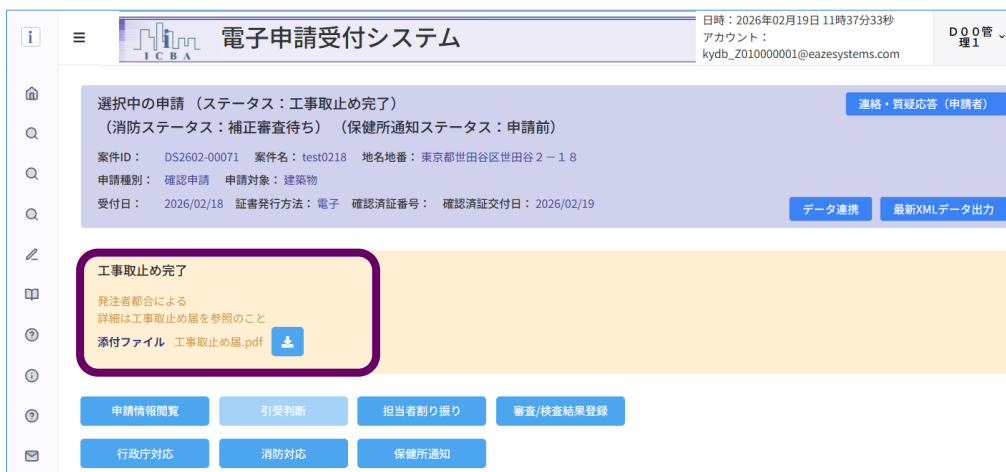 i
≡
ICBA
電子申請受付システム
日時：2026年02月19日 11時37分33秒
アカウント：
kydb_Z010000001@eazesystems.com
D００管
理1
選択中の申請 （ステータス：工事取止め完了）
（消防ステータス：補正審査待ち）（保健所通知ステータス：申請前）
連絡・質疑応答（申請者）
案件ID： DS2602-00071 案件名：test0218 地名地番：東京都世田谷区世田谷２－１８
申請種別： 確認申請 申請対象：建築物
受付日： 2026/02/18 証書発行方法：電子 確認済証番号： 確認済証交付日：2026/02/19
データ連携
最新XMLデータ出力
工事取止め完了
発注者都合による
詳細は工事取止め届を参照のこと
添付ファイル 工事取止め届.pdf
申請情報閲覧
引受判断
担当者割り振り
審査/検査結果登録
行政庁対応
消防対応
保健所通知